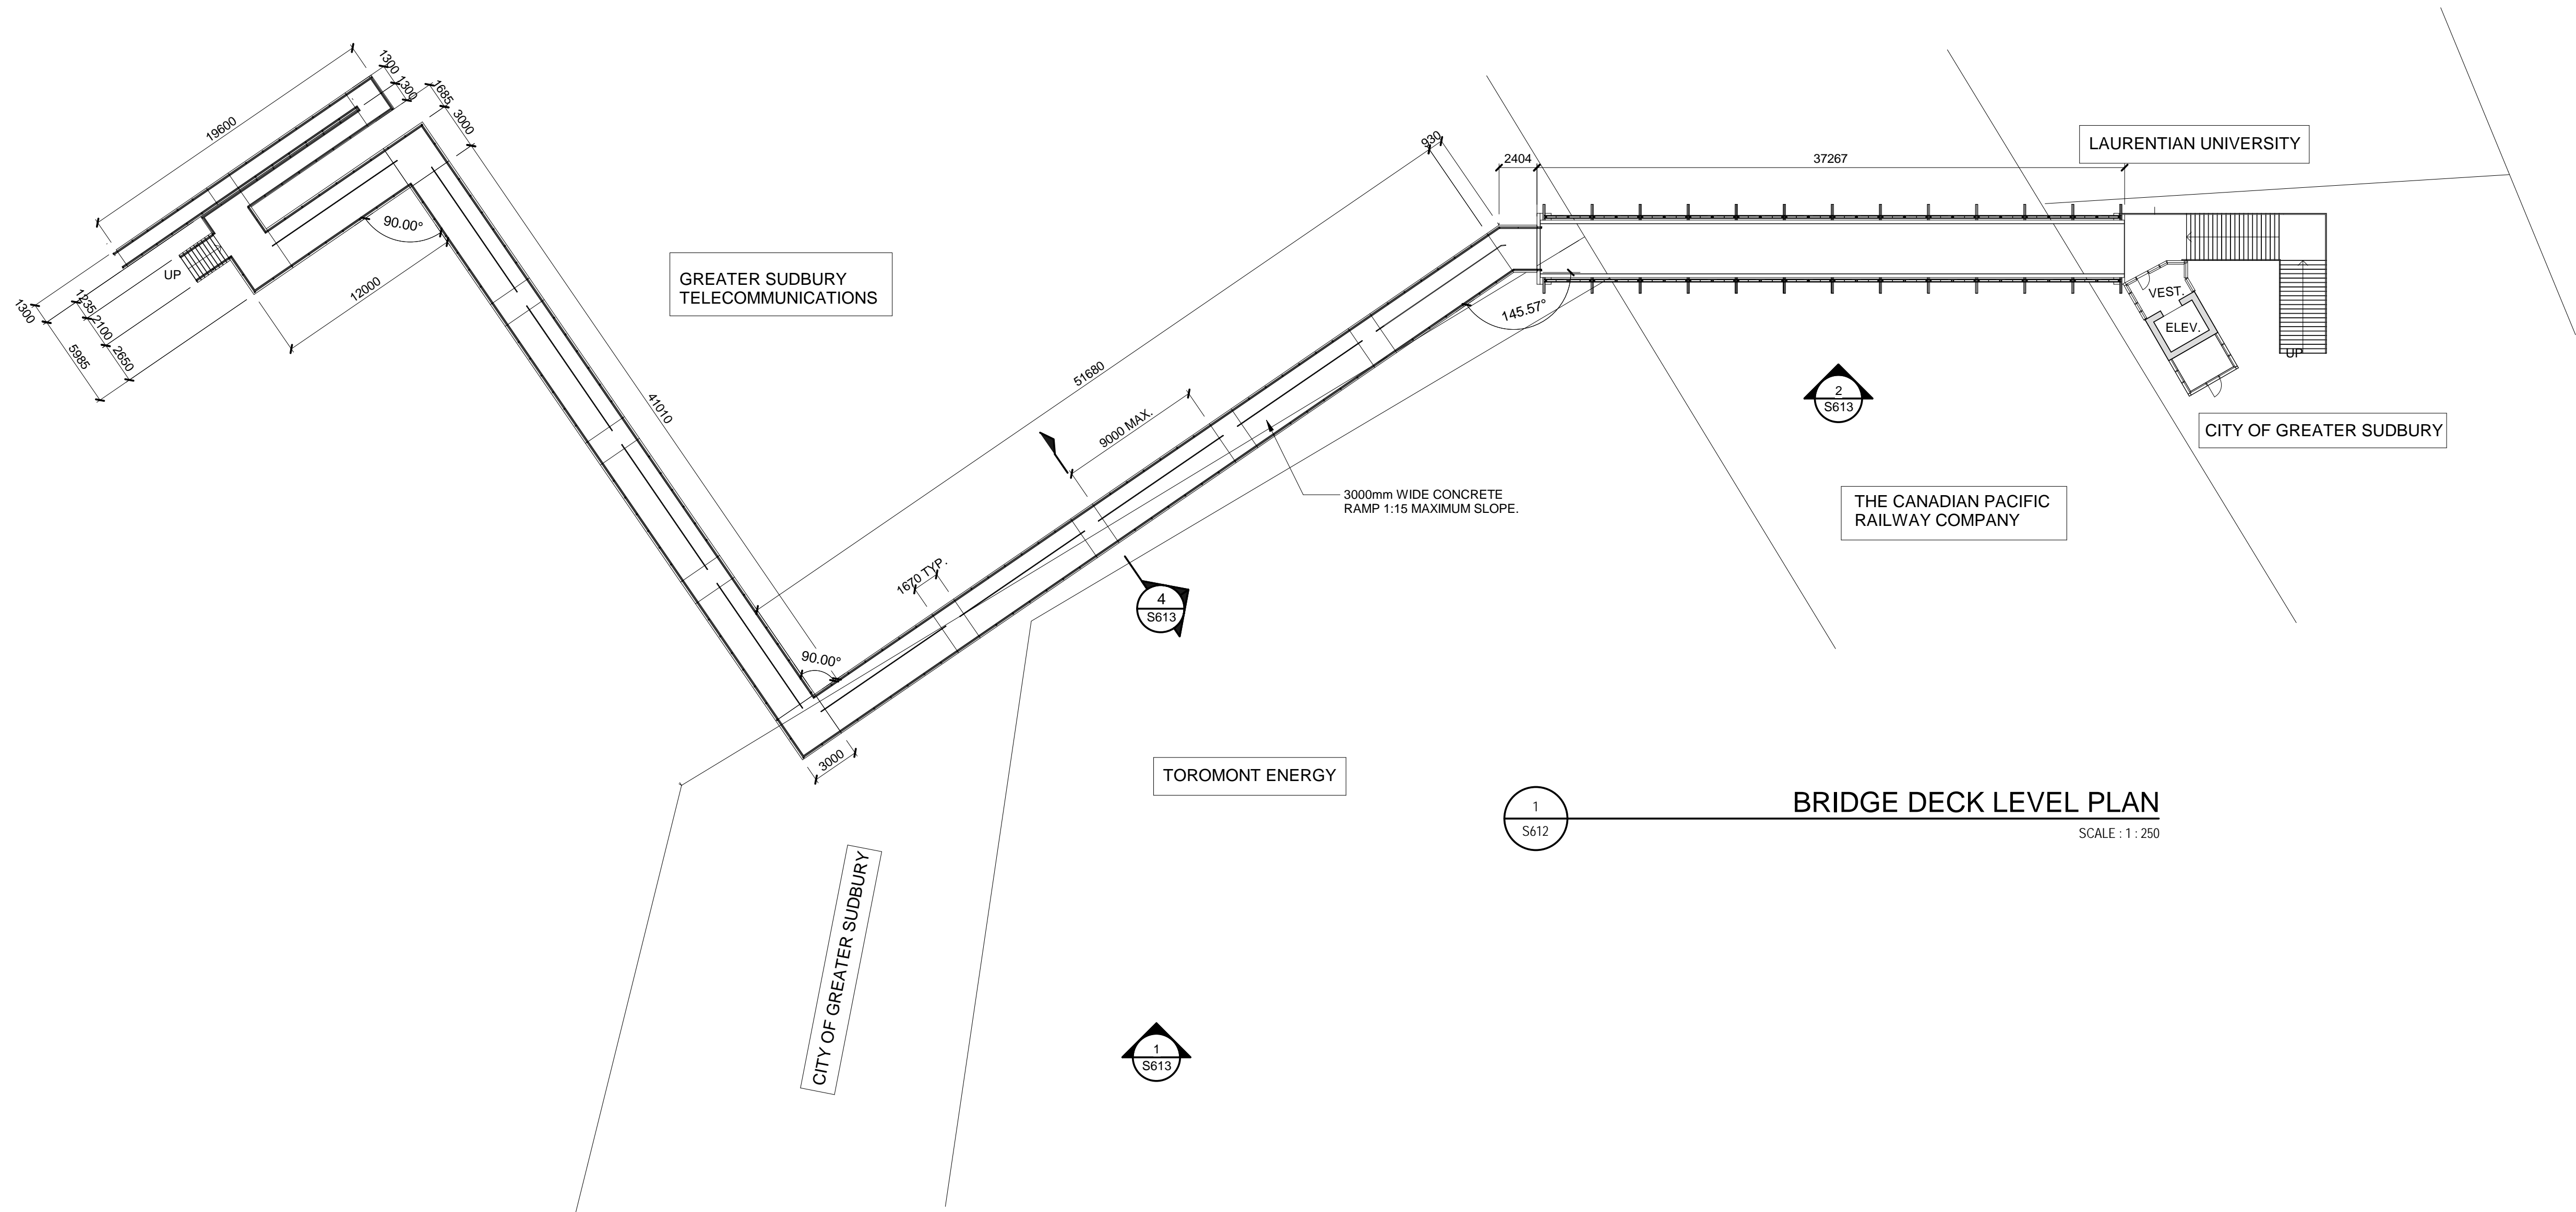 19600
1300
1300
1685
3000
90.00°
12000
UP
1300
1235
2100
2650
5985
GREATER SUDBURY
TELECOMMUNICATIONS
41010
51680
930
2404
37267
LAURENTIAN UNIVERSITY
145.57°
VEST.
ELEV.
UP
2
S613
CITY OF GREATER SUDBURY
9000 MAX.
3000mm WIDE CONCRETE
RAMP 1:15 MAXIMUM SLOPE.
THE CANADIAN PACIFIC
RAILWAY COMPANY
1670 TYP.
4
S613
90.00°
3000
TOROMONT ENERGY
1
S612
BRIDGE DECK LEVEL PLAN
SCALE : 1 : 250
CITY OF GREATER SUDBURY
1
S613